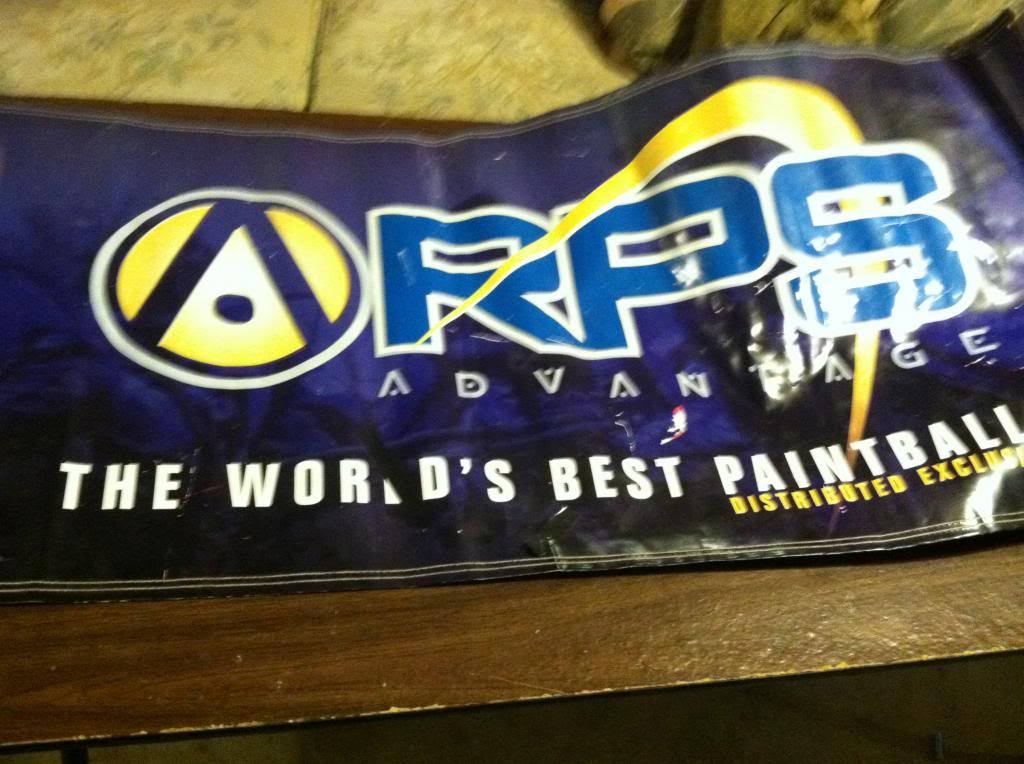 RPS
ADVANTAGE
THE WORLD'S BEST PAINTBALL
DISTRIBUTED